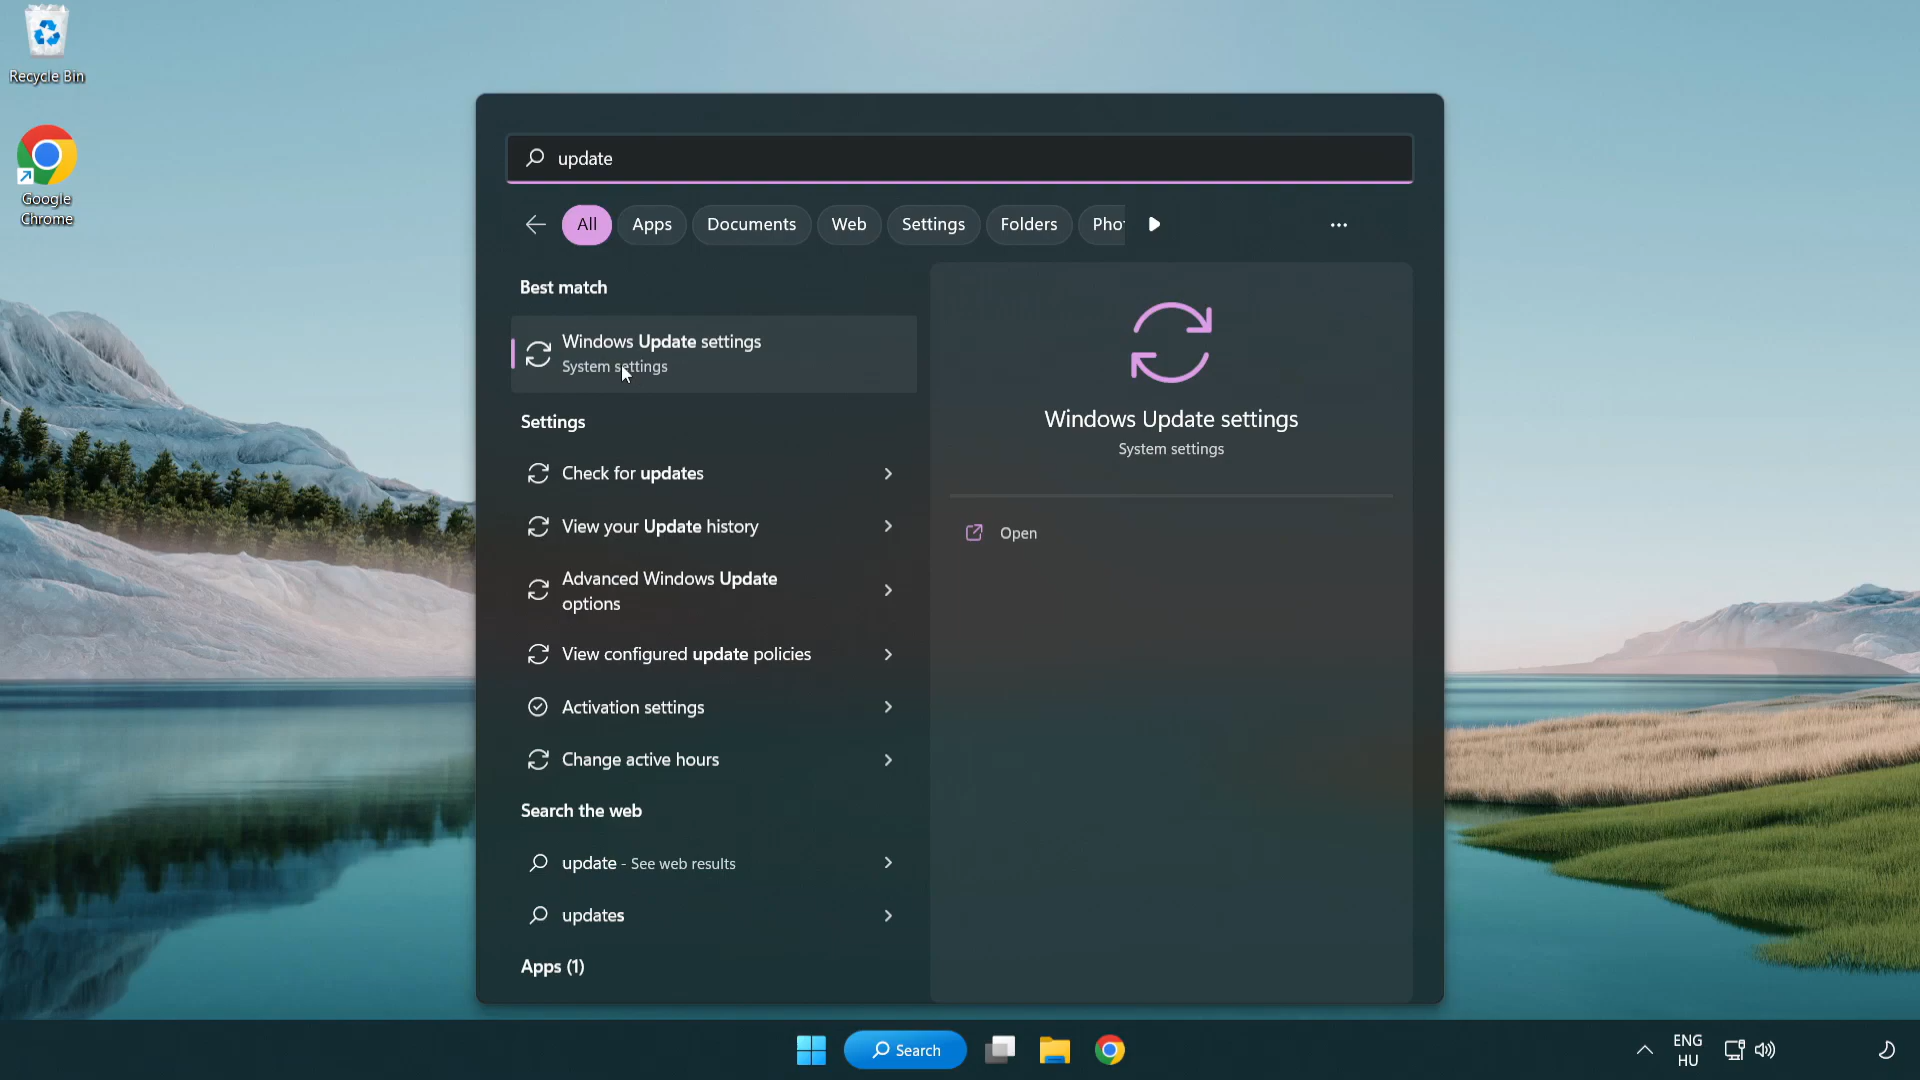 Recycle Bin
Google
Chrome
update
All
Apps
Documents
Web
Settings
Folders
Pho
Best match
Windows Update settings
System settings
Settings
Check for updates
View your Update history
Advanced Windows Update
options
View configured update policies
Activation settings
Change active hours
Search the web
update - See web results
updates
Apps (1)
Windows Update settings
System settings
Open
Search
ENG
HU